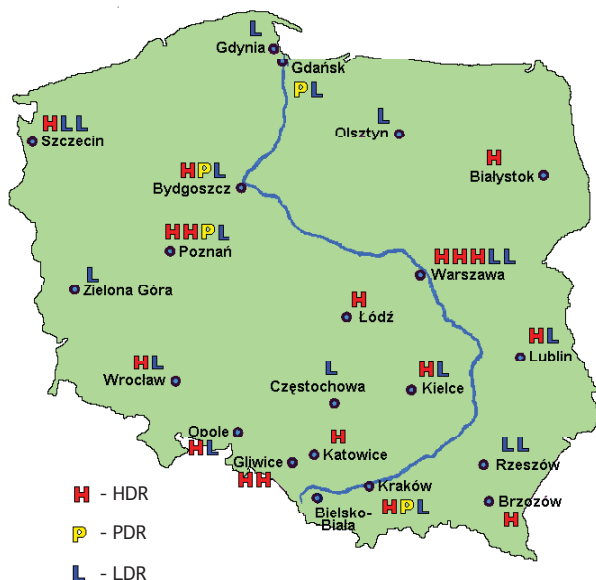 L
Gdynia
Gdańsk
PL
HLL
Szczecin
L
Olsztyn
H
Białystok
HPL
Bydgoszcz
HHPL
Poznań
HHHLL
Warszawa
L
Zielona Góra
H
Łódź
HL
Lublin
HL
Wrocław
L
Częstochowa
HL
Kielce
Opole
HL
H
Katowice
Gliwice
HH
LL
Rzeszów
Kraków
HPL
Bielsko-
Biała
Brzozów
H
H - HDR
P - PDR
L - LDR